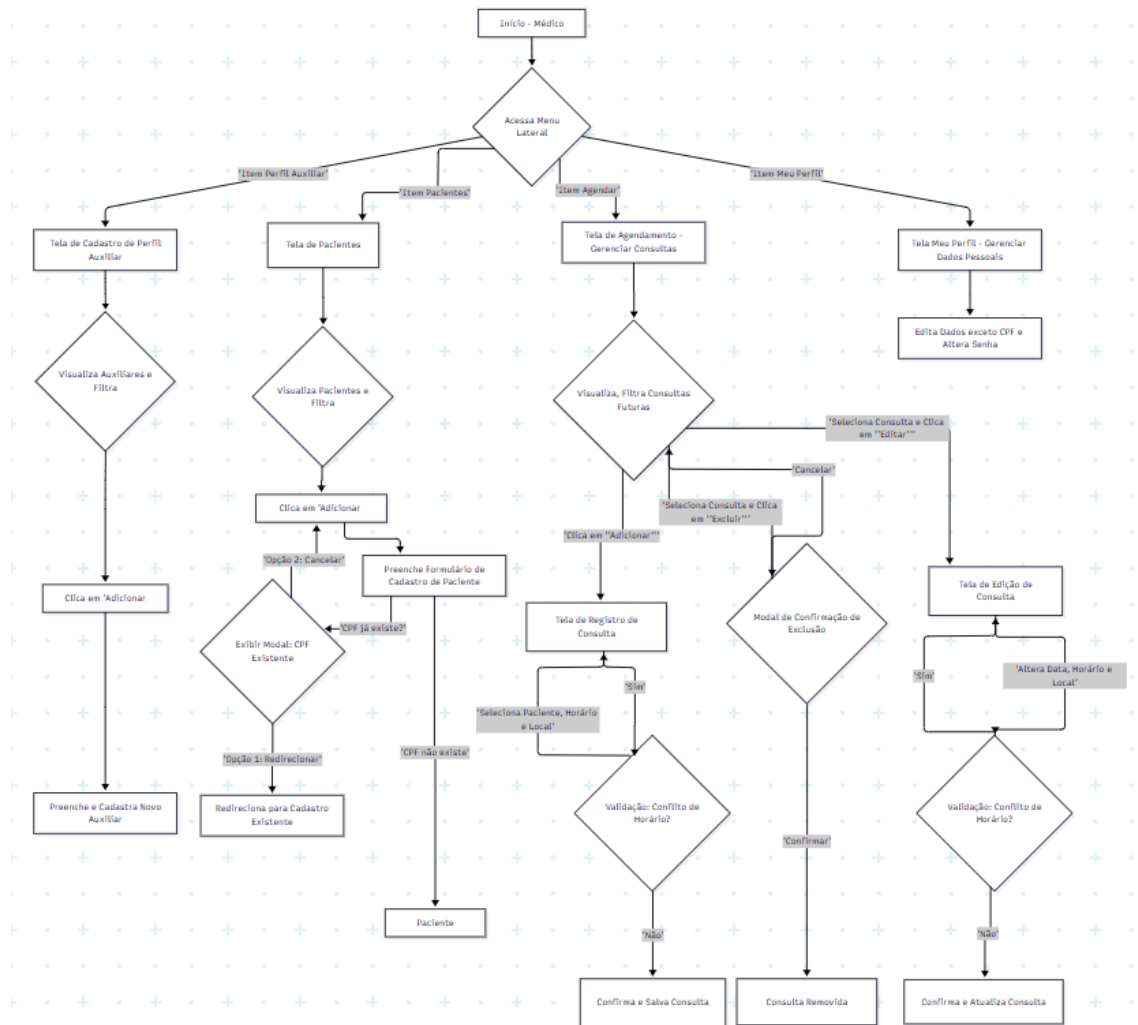 Início - Médico
Acessa Menu
Lateral
'Item Perfil Auxiliar'
'Item Pacientes'
'Item Agendar'
'Item Meu Perfil'
Tela de Cadastro de Perfil
Auxiliar
Tela de Pacientes
Tela de Agendamento -
Gerenciar Consultas
Tela Meu Perfil - Gerenciar
Dados Pessoais
Edita Dados exceto CPF e
Altera Senha
Visualiza Auxiliares e
Filtra
Visualiza Pacientes e
Filtra
Visualiza, Filtra Consultas
Futuras
'Seleciona Consulta e Clica
em ''Editar'''
'Cancelar'
'Seleciona Consulta e Clica
em ''Excluir'''
Clica em 'Adicionar
'Clica em ''Adicionar'''
'Opção 2: Cancelar'
Preenche Formulário de
Cadastro de Paciente
Tela de Edição de
Consulta
Clica em 'Adicionar
'CPF já existe?'
Tela de Registro de
Consulta
Modal de Confirmação de
Exclusão
Exibir Modal: CPF
Existente
'Sim'
'Altera Data, Horário e
Local'
'Sim'
'Seleciona Paciente, Horário
e Local'
'CPF não existe'
'Opção 1: Redirecionar'
Preenche e Cadastra Novo
Auxiliar
Redireciona para Cadastro
Existente
Validação: Conflito de
Horário?
Validação: Conflito de
Horário?
'Confirmar'
Paciente
'Não'
'Não'
Confirma e Salva Consulta
Consulta Removida
Confirma e Atualiza Consulta